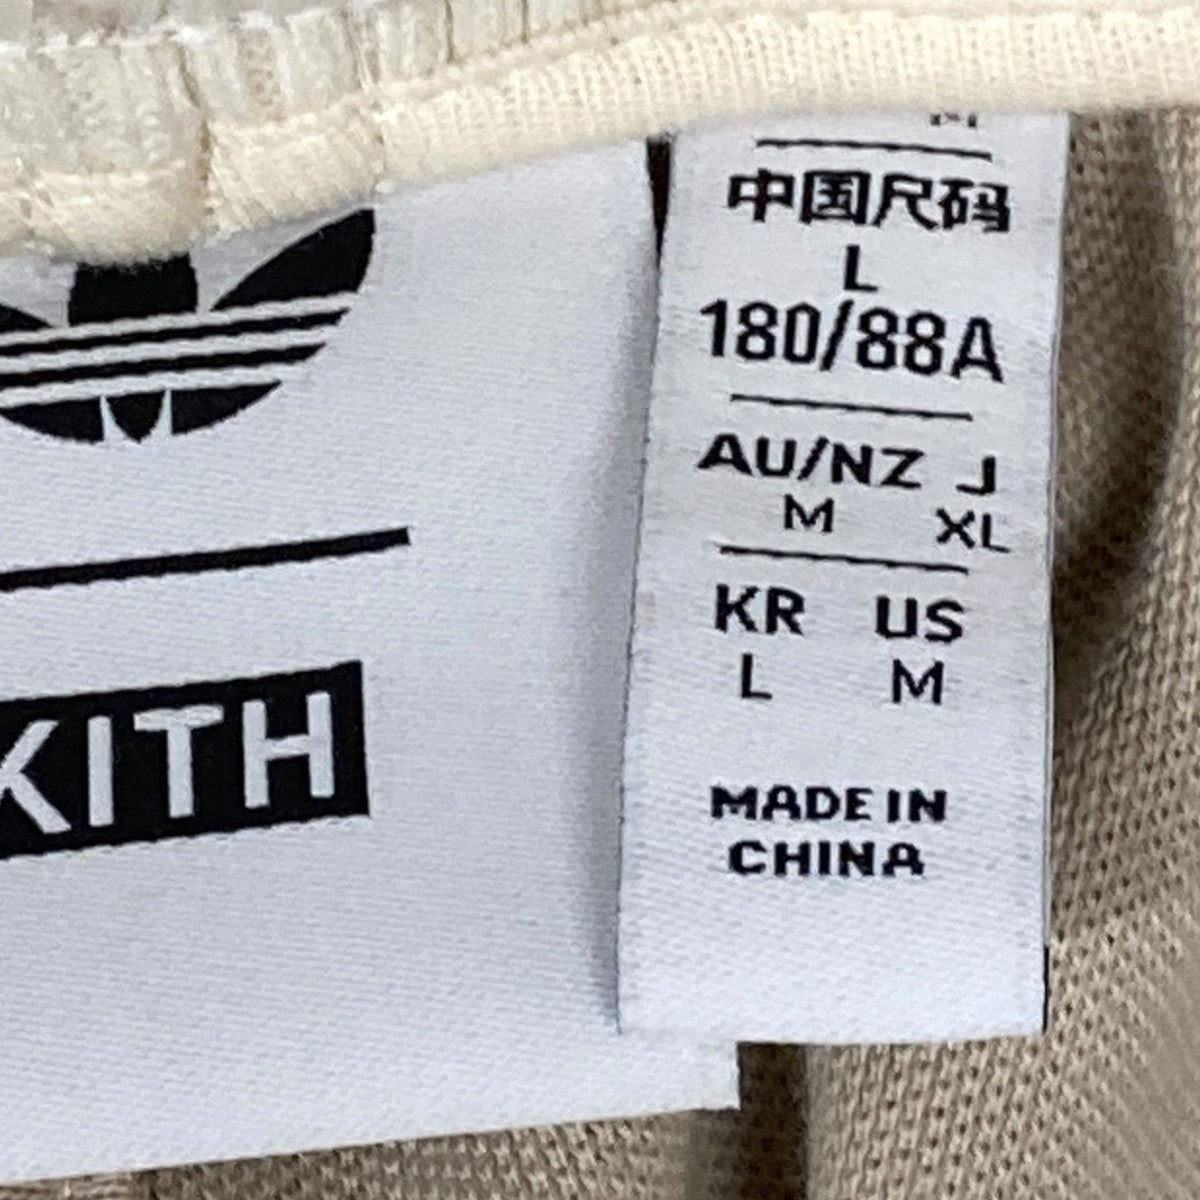 KITH
中国尺码
L
180/88A
AU/NZ J
M XL
KR US
L M
MADE IN
CHINA